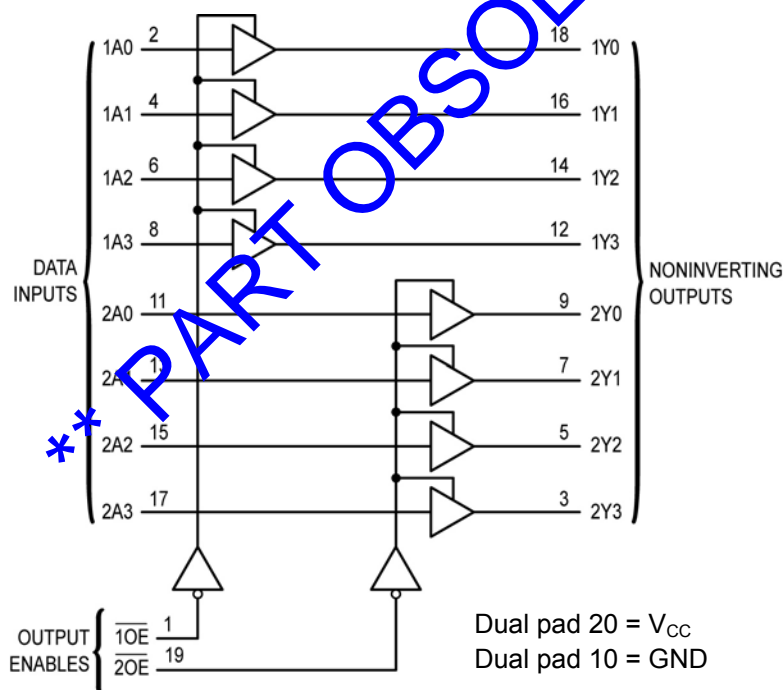 1A0 2 18 1Y0
1A1 4 16 1Y1
1A2 6 14 1Y2
1A3 8 12 1Y3
DATA
INPUTS
NONINVERTING
OUTPUTS
2A0 11 9 2Y0
7 2Y1
2A2 15 5 2Y2
2A3 17 3 2Y3
OUTPUT
ENABLES
1OE 1
2OE 19
Dual pad 20 = VCC
Dual pad 10 = GND
** PART